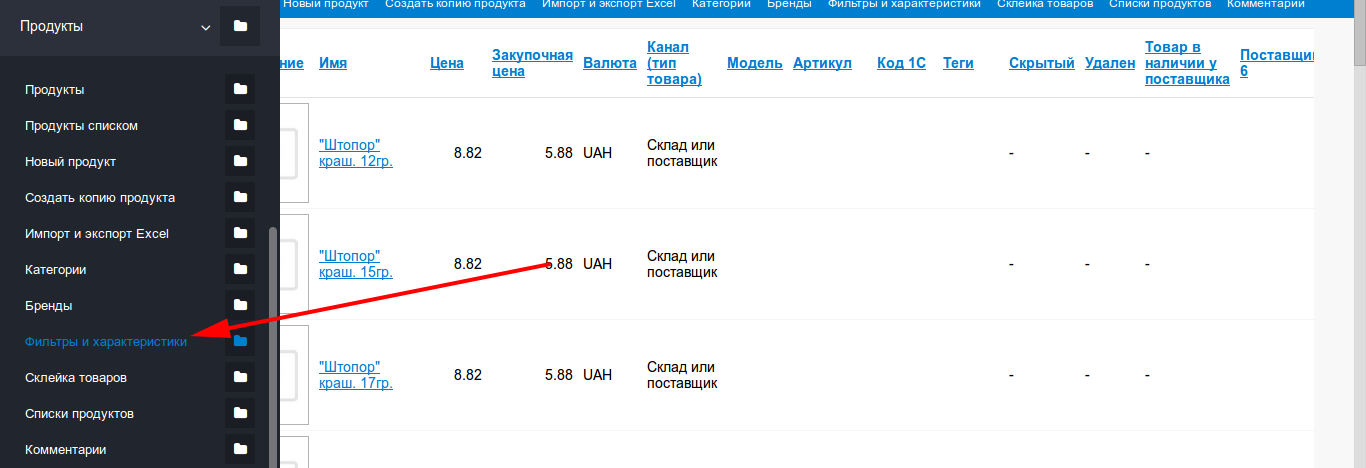 Новый продукт Создать копию продукта Импорт и экспорт Excel Категории Бренды Фильтры и характеристики Склейка товаров Списки продуктов Комментарии
Продукты
Продукты
Продукты списком
Новый продукт
Создать копию продукта
Импорт и экспорт Excel
Категории
Бренды
Фильтры и характеристики
Склейка товаров
Списки продуктов
Комментарии
ние Имя Цена Закупочная цена Валюта Канал (тип товара) Модель Артикул Код 1С Теги Скрытый Удален Товар в наличии у поставщика Поставщик 6
"Штопор" краш. 12гр. 8.82 5.88 UAH Склад или поставщик - - -
"Штопор" краш. 15гр. 8.82 5.88 UAH Склад или поставщик - - -
"Штопор" краш. 17гр. 8.82 5.88 UAH Склад или поставщик - - -